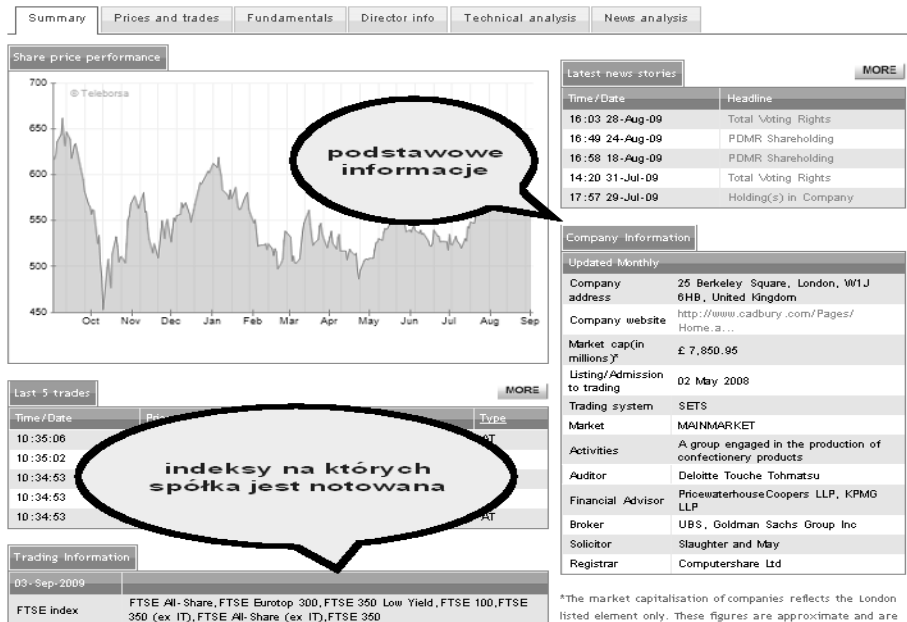 Summary
Prices and trades
Fundamentals
Director info
Technical analysis
News analysis
Share price performance
700
650
600
550
500
450
© Teleborsa
Oct Nov Dec Jan Feb Mar Apr May Jun Jul Aug Sep
podstawowe
informacje
Latest news stories
MORE
Time/Date Headline
16:03 28-Aug-09 Total Voting Rights
16:49 24-Aug-09 PDMR Shareholding
16:58 18-Aug-09 PDMR Shareholding
14:20 31-Jul-09 Total Voting Rights
17:57 29-Jul-09 Holding(s) in Company
Company Information
Updated Monthly
Company 25 Berkeley Square, London, W1J
address 6HB, United Kingdom
Company website http://www.cadbury.com/Pages/
Home.a...
Market cap(in
millions)* £ 7,850.95
Listing/Admission
to trading 02 May 2008
Trading system SETS
Market MAINMARKET
Activities A group engaged in the production of
confectionery products
Auditor Deloitte Touche Tohmatsu
Financial Advisor PricewaterhouseCoopers LLP, KPMG
LLP
Broker UBS, Goldman Sachs Group Inc
Solicitor Slaughter and May
Registrar Computershare Ltd
*The market capitalisation of companies reflects the London
listed element only. These figures are approximate and are
Last 5 trades
MORE
Time/Date Type
10:35:06 AT
10:35:02
10:34:53
10:34:53
10:34:53 AT
indeksy na których
spółka jest notowana
Trading Information
03-Sep-2009
FTSE index FTSE All-Share, FTSE Eurotop 300, FTSE 350 Low Yield, FTSE 100,FTSE
350 (ex IT), FTSE All-Share (ex IT), FTSE 350